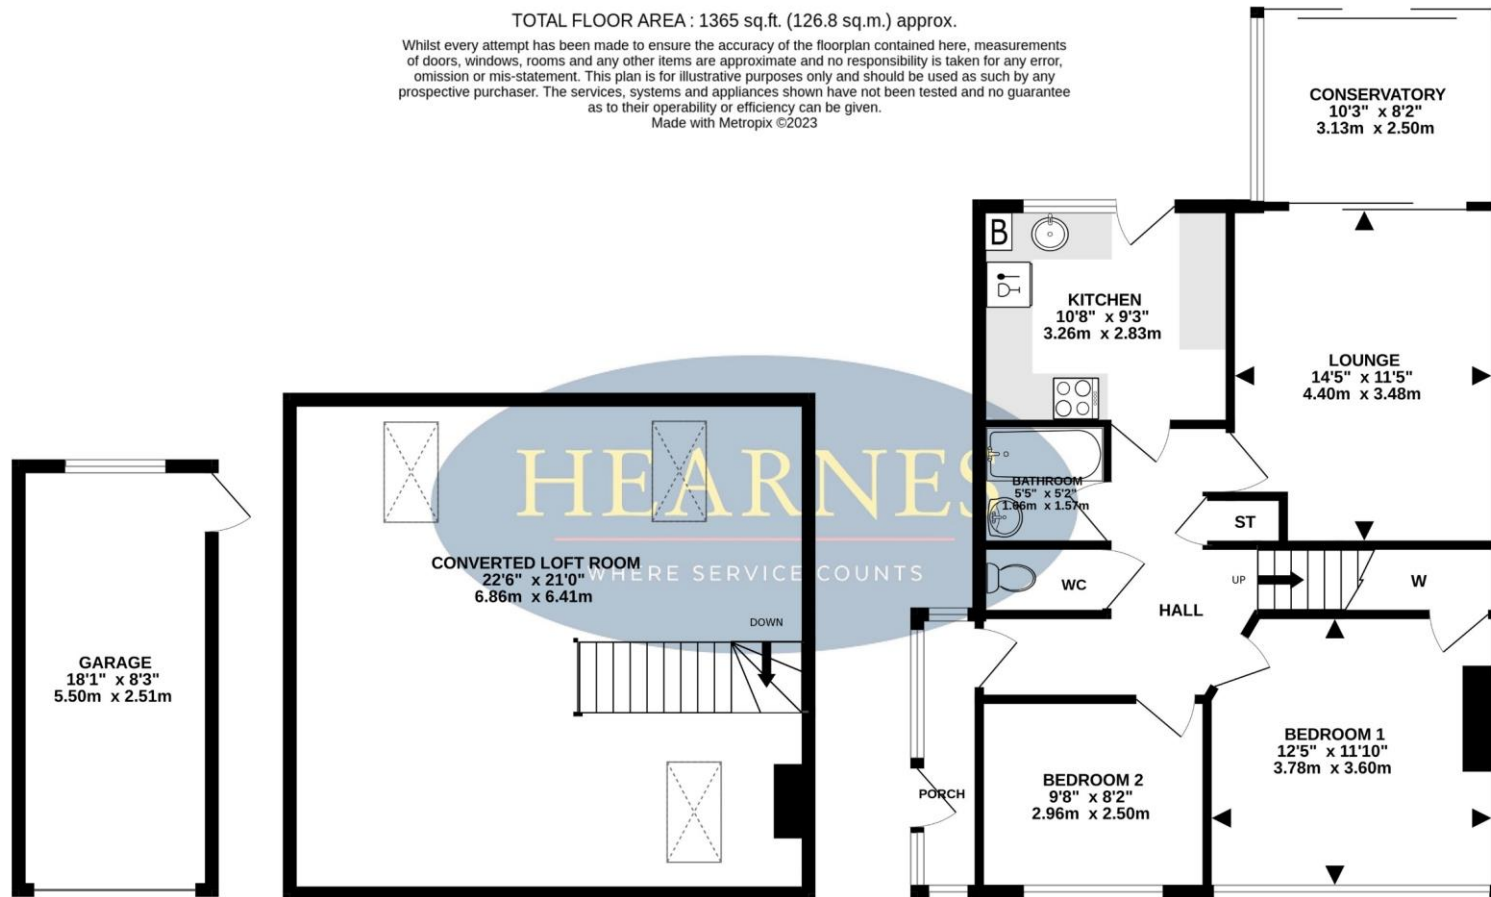 TOTAL FLOOR AREA : 1365 sq.ft. (126.8 sq.m.) approx.
Whilst every attempt has been made to ensure the accuracy of the floorplan contained here, measurements
of doors, windows, rooms and any other items are approximate and no responsibility is taken for any error,
omission or mis-statement. This plan is for illustrative purposes only and should be used as such by any
prospective purchaser. The services, systems and appliances shown have not been tested and no guarantee
as to their operability or efficiency can be given.
Made with Metropix ©2023
CONSERVATORY
10'3" x 8'2"
3.13m x 2.50m
B
KITCHEN
10'8" x 9'3"
3.26m x 2.83m
LOUNGE
14'5" x 11'5"
4.40m x 3.48m
HEARNES
WHERE SERVICE COUNTS
BATHROOM
5'5" x 5'2"
1.66m x 1.57m
ST
CONVERTED LOFT ROOM
22'6" x 21'0"
6.86m x 6.41m
DOWN
WC
UP
W
HALL
GARAGE
18'1" x 8'3"
5.50m x 2.51m
BEDROOM 1
12'5" x 11'10"
3.78m x 3.60m
PORCH
BEDROOM 2
9'8" x 8'2"
2.96m x 2.50m